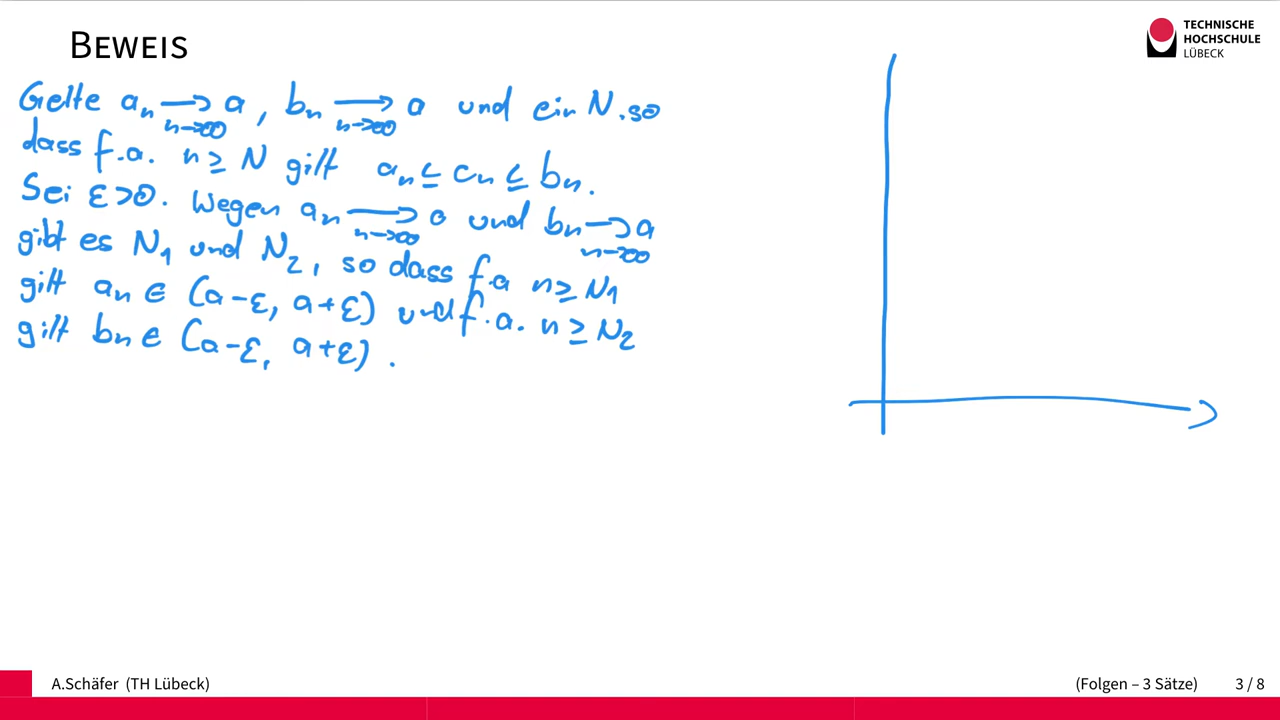 BEWEIS
TECHNISCHE
HOCHSCHULE
LÜBECK
Gelte aₙ ⟶ a, bₙ ⟶ a und ein N. so
n→∞ n→∞
dass f.a. n ≥ N gilt aₙ ≤ cₙ ≤ bₙ.
Sei ε>0. Wegen aₙ ⟶ a und bₙ ⟶ a
n→∞ n→∞
gibt es N₁ und N₂, so dass f.a n ≥ N₁
gilt aₙ ∈ (a-ε, a+ε) und f.a. n ≥ N₂
gilt bₙ ∈ (a-ε, a+ε).
A.Schäfer (TH Lübeck)
(Folgen – 3 Sätze) 3 / 8